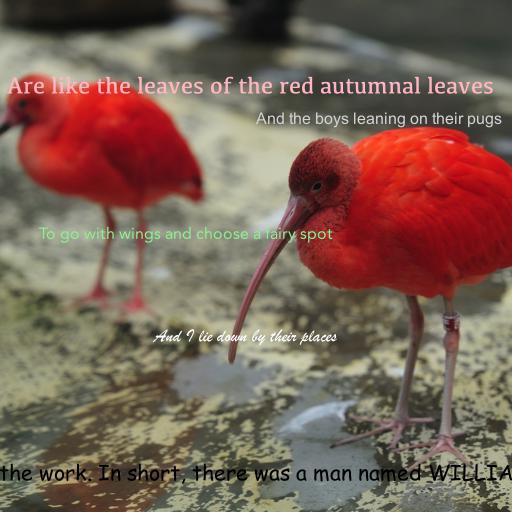 Are like the leaves of the red autumnal leaves
And the boys leaning on their pugs
To go with wings and choose a fairy spot
And I lie down by their places
the work. In short, there was a man named WILLIA